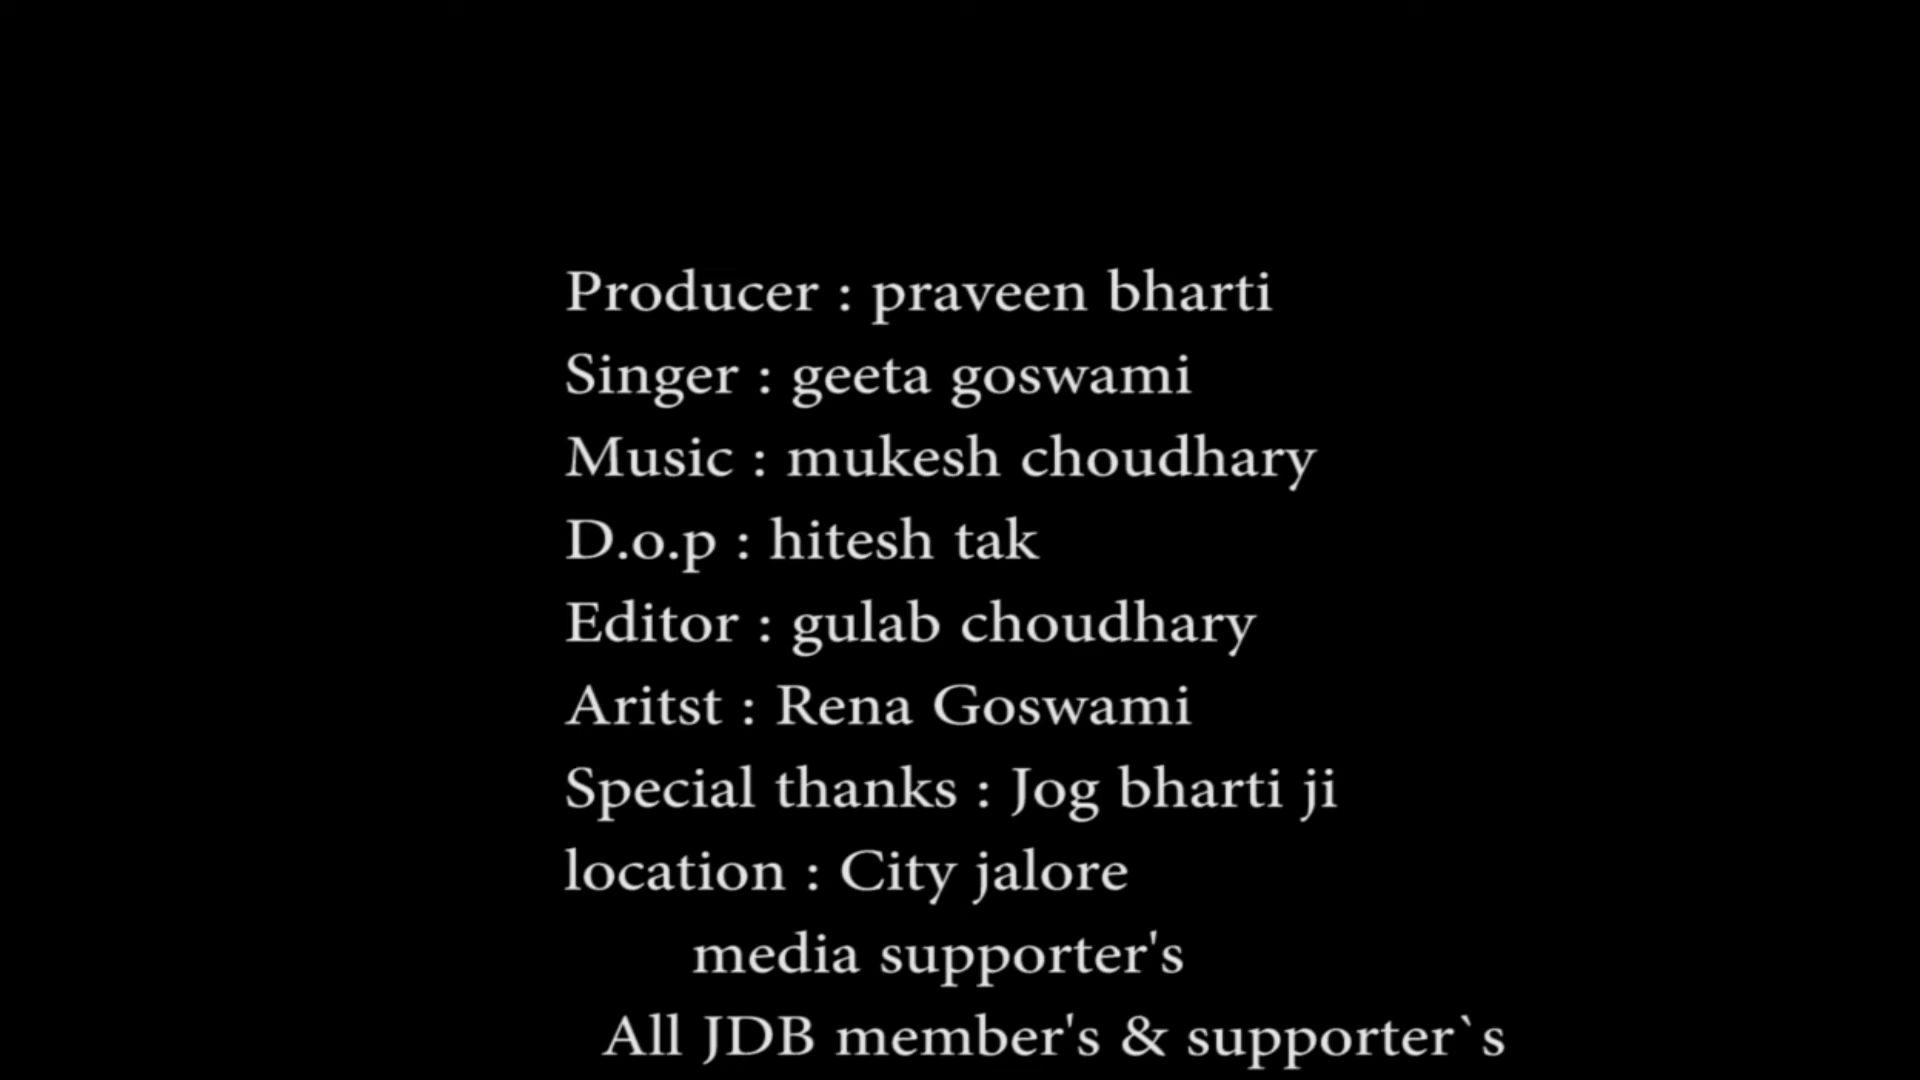 Producer : praveen bharti
Singer : geeta goswami
Music : mukesh choudhary
D.o.p : hitesh tak
Editor : gulab choudhary
Aritst : Rena Goswami
Special thanks : Jog bharti ji
location : City jalore
media supporter's
All JDB member's & supporter`s